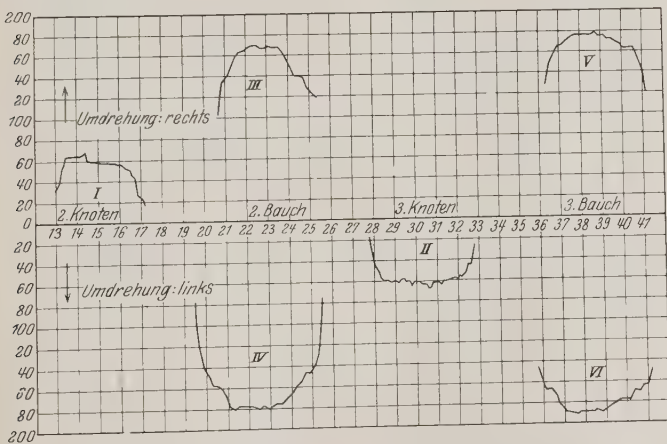 200
80
60
40
20
100
80
60
40
20
0
20
40
60
80
100
20
40
60
80
200
III
V
Umdrehung: rechts
I
2. Knoten
2. Bauch
3. Knoten
3. Bauch
13 14 15 16 17 18 19 20 21 22 23 24 25 26 27 28 29 30 31 32 33 34 35 36 37 38 39 40 41
II
Umdrehung: links
IV
VI